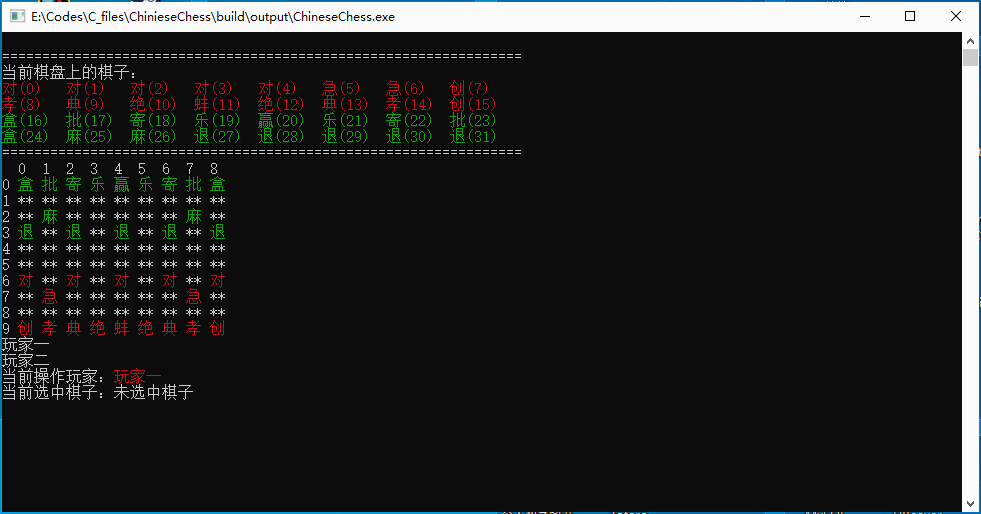 E:\Codes\C_files\ChinieseChess\build\output\ChineseChess.exe
=================================================================
当前棋盘上的棋子:
对(0) 对(1) 对(2) 对(3) 对(4) 急(5) 急(6) 创(7)
孝(8) 典(9) 绝(10) 蚌(11) 绝(12) 典(13) 孝(14) 创(15)
盒(16) 批(17) 寄(18) 乐(19) 赢(20) 乐(21) 寄(22) 批(23)
盒(24) 麻(25) 麻(26) 退(27) 退(28) 退(29) 退(30) 退(31)
=================================================================
0 1 2 3 4 5 6 7 8
0 盒 批 寄 乐 赢 乐 寄 批 盒
1 ** ** ** ** ** ** ** ** **
2 ** 麻 ** ** ** ** ** 麻 **
3 退 ** 退 ** 退 ** 退 ** 退
4 ** ** ** ** ** ** ** ** **
5 ** ** ** ** ** ** ** ** **
6 对 ** 对 ** 对 ** 对 ** 对
7 ** 急 ** ** ** ** ** 急 **
8 ** ** ** ** ** ** ** ** **
9 创 孝 典 绝 蚌 绝 典 孝 创
玩家一
玩家二
当前操作玩家: 玩家一
当前选中棋子: 未选中棋子